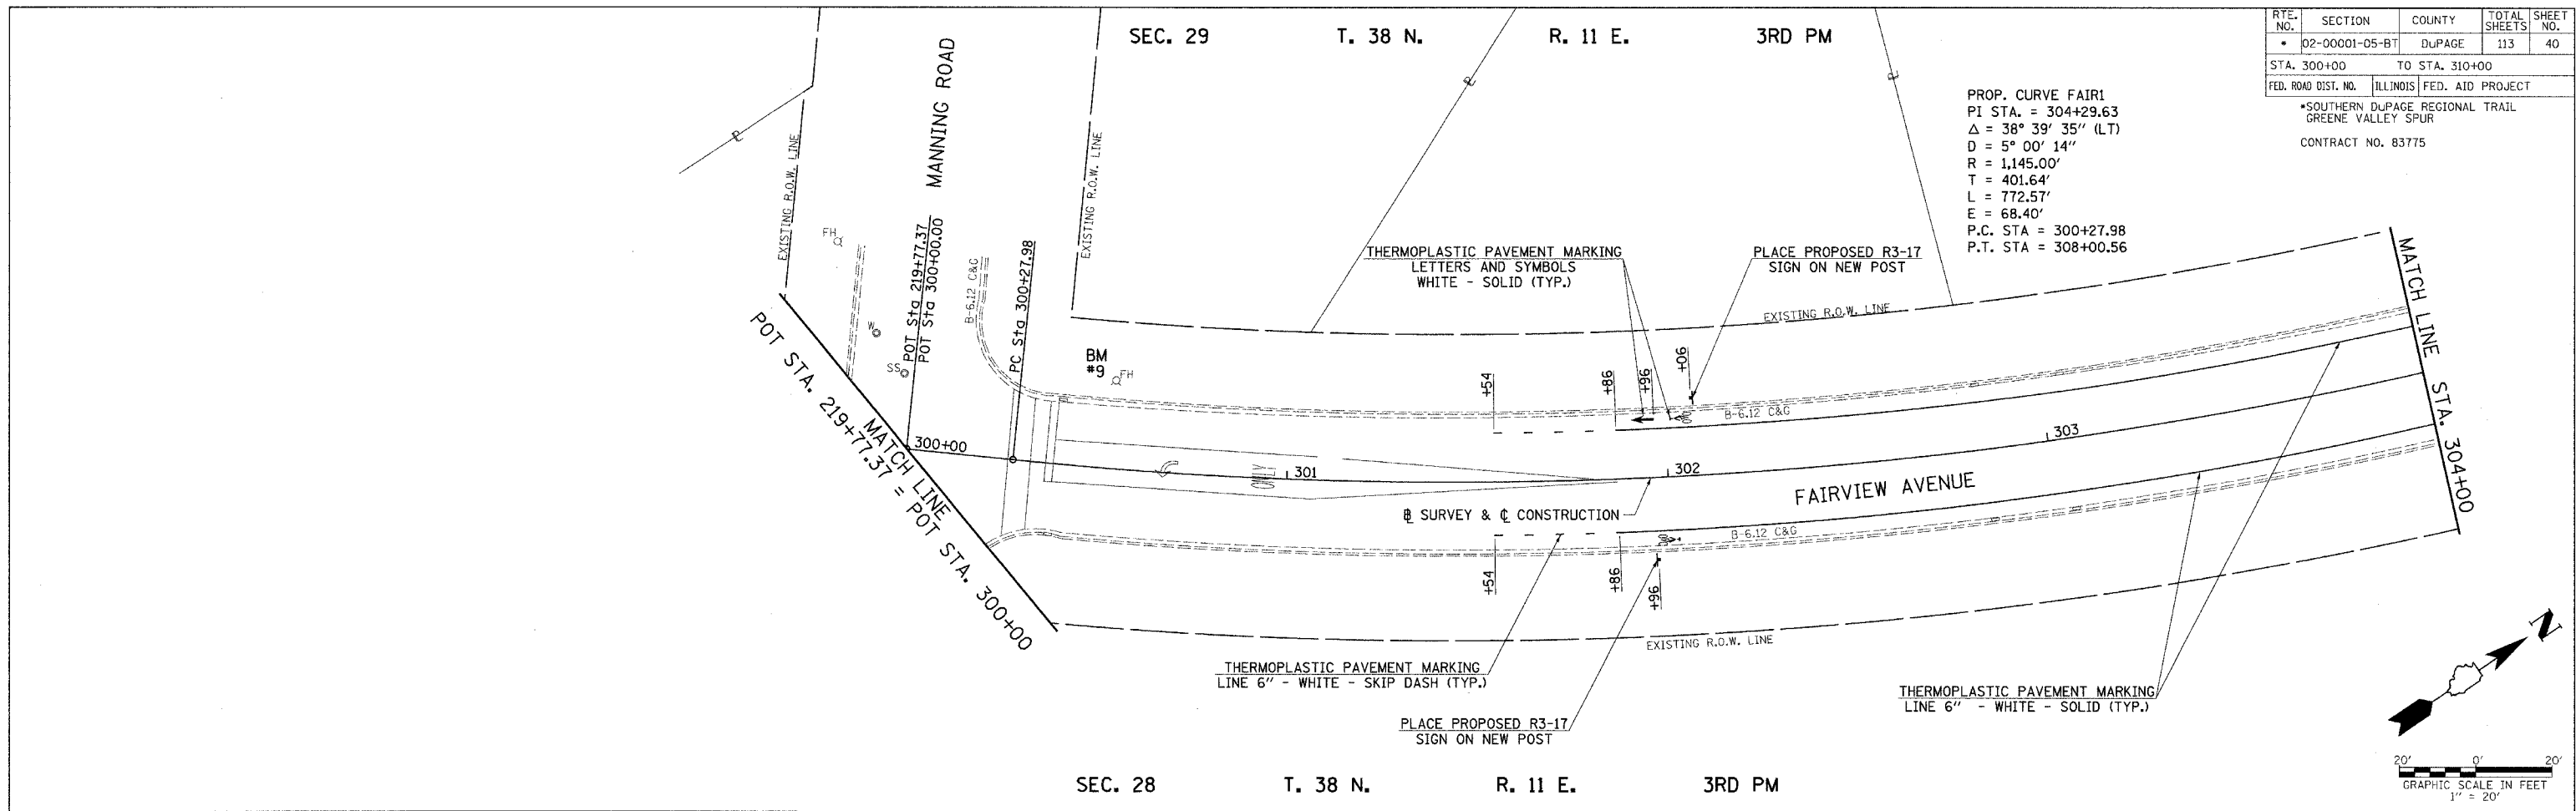 SEC. 29 T. 38 N. R. 11 E. 3RD PM
RTE. NO. SECTION COUNTY TOTAL SHEETS SHEET NO.
* 02-00001-05-BT DuPAGE 113 40
STA. 300+00 TO STA. 310+00
FED. ROAD DIST. NO. ILLINOIS FED. AID PROJECT
*SOUTHERN DuPAGE REGIONAL TRAIL
GREENE VALLEY SPUR
CONTRACT NO. 83775
PROP. CURVE FAIR1
PI STA. = 304+29.63
Δ = 38° 39' 35" (LT)
D = 5° 00' 14"
R = 1,145.00'
T = 401.64'
L = 772.57'
E = 68.40'
P.C. STA = 300+27.98
P.T. STA = 308+00.56
MANNING ROAD
EXISTING R.O.W. LINE
EXISTING R.O.W. LINE
℄
℄
℄
FH
W
SS
POT Sta 219+77.37
POT Sta 300+00.00
B-6.12 C&G
PC Sta 300+27.98
BM
#9
FH
THERMOPLASTIC PAVEMENT MARKING
LETTERS AND SYMBOLS
WHITE - SOLID (TYP.)
PLACE PROPOSED R3-17
SIGN ON NEW POST
EXISTING R.O.W. LINE
MATCH LINE STA. 304+00
+54
+86
+96
+06
B-6.12 C&G
300+00
301
302
303
ONLY
FAIRVIEW AVENUE
B SURVEY & ℄ CONSTRUCTION
B-6.12 C&G
+54
+86
+96
MATCH LINE
POT STA. 219+77.37 = POT STA. 300+00
EXISTING R.O.W. LINE
THERMOPLASTIC PAVEMENT MARKING
LINE 6" - WHITE - SKIP DASH (TYP.)
PLACE PROPOSED R3-17
SIGN ON NEW POST
THERMOPLASTIC PAVEMENT MARKING
LINE 6" - WHITE - SOLID (TYP.)
N
20' 0' 20'
GRAPHIC SCALE IN FEET
1" = 20'
SEC. 28 T. 38 N. R. 11 E. 3RD PM